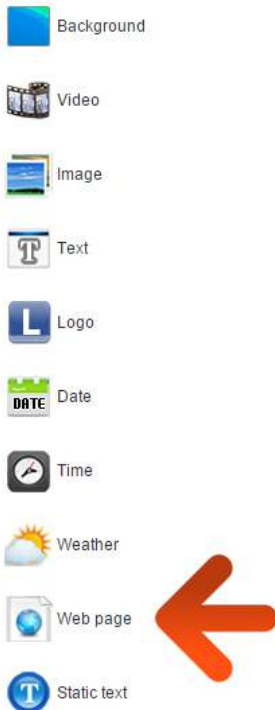 Background
Video
Image
T Text
L Logo
DATE Date
Time
Weather
Web page
T Static text